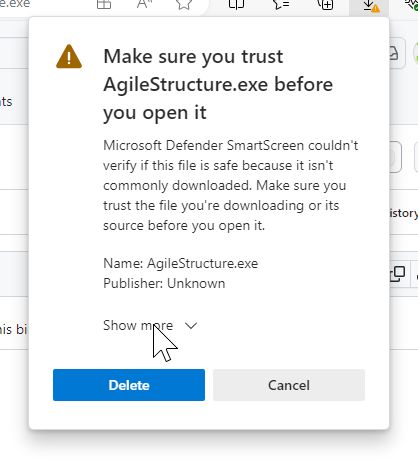 e.exe
Make sure you trust
AgileStructure.exe before
you open it
nts
Microsoft Defender SmartScreen couldn't
verify if this file is safe because it isn't
commonly downloaded. Make sure you
trust the file you're downloading or its
source before you open it.
istory
Name: AgileStructure.exe
Publisher: Unknown
Show more
his bi
Delete
Cancel